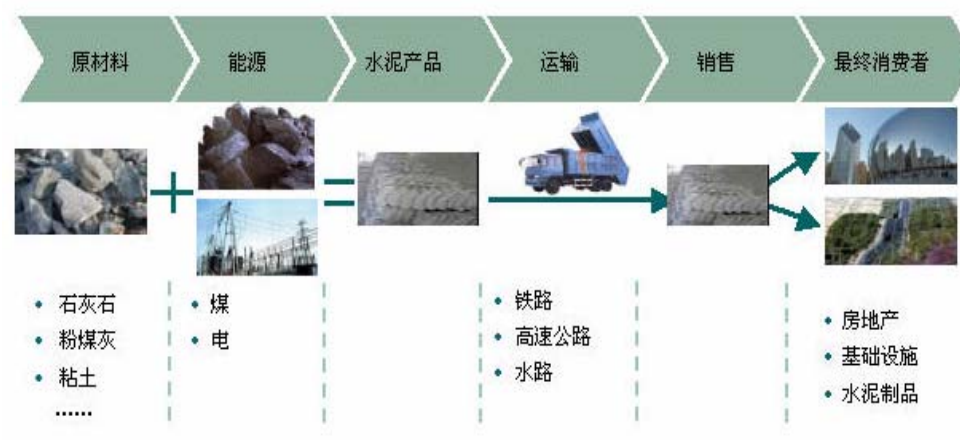 原材料
能源
水泥产品
运输
销售
最终消费者
• 石灰石
• 粉煤灰
• 粘土
......
• 煤
• 电
• 铁路
• 高速公路
• 水路
• 房地产
• 基础设施
• 水泥制品